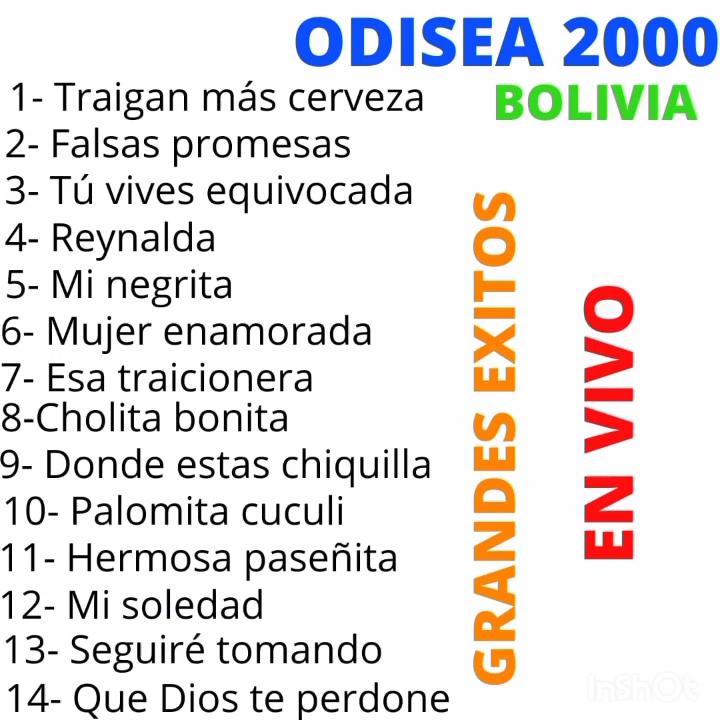 ODISEA 2000
BOLIVIA
1- Traigan más cerveza
2- Falsas promesas
3- Tú vives equivocada
4- Reynalda
5- Mi negrita
6- Mujer enamorada
7- Esa traicionera
8-Cholita bonita
9- Donde estas chiquilla
10- Palomita cuculi
11- Hermosa paseñita
12- Mi soledad
13- Seguiré tomando
14- Que Dios te perdone
GRANDES EXITOS
EN VIVO
InShOt